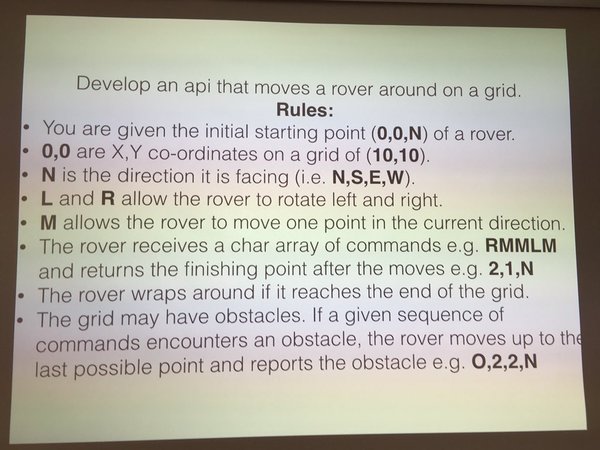 Develop an api that moves a rover around on a grid.
Rules:
• You are given the initial starting point (0,0,N) of a rover.
• 0,0 are X,Y co-ordinates on a grid of (10,10).
• N is the direction it is facing (i.e. N,S,E,W).
• L and R allow the rover to rotate left and right.
• M allows the rover to move one point in the current direction.
• The rover receives a char array of commands e.g. RMMLM
and returns the finishing point after the moves e.g. 2,1,N
• The rover wraps around if it reaches the end of the grid.
• The grid may have obstacles. If a given sequence of
commands encounters an obstacle, the rover moves up to the
last possible point and reports the obstacle e.g. O,2,2,N